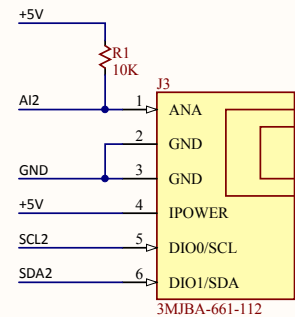 +5V
R1
10K
J3
AI2
1
ANA
2
GND
GND
3
GND
+5V
4
IPOWER
SCL2
5
DIO0/SCL
SDA2
6
DIO1/SDA
3MJBA-661-112